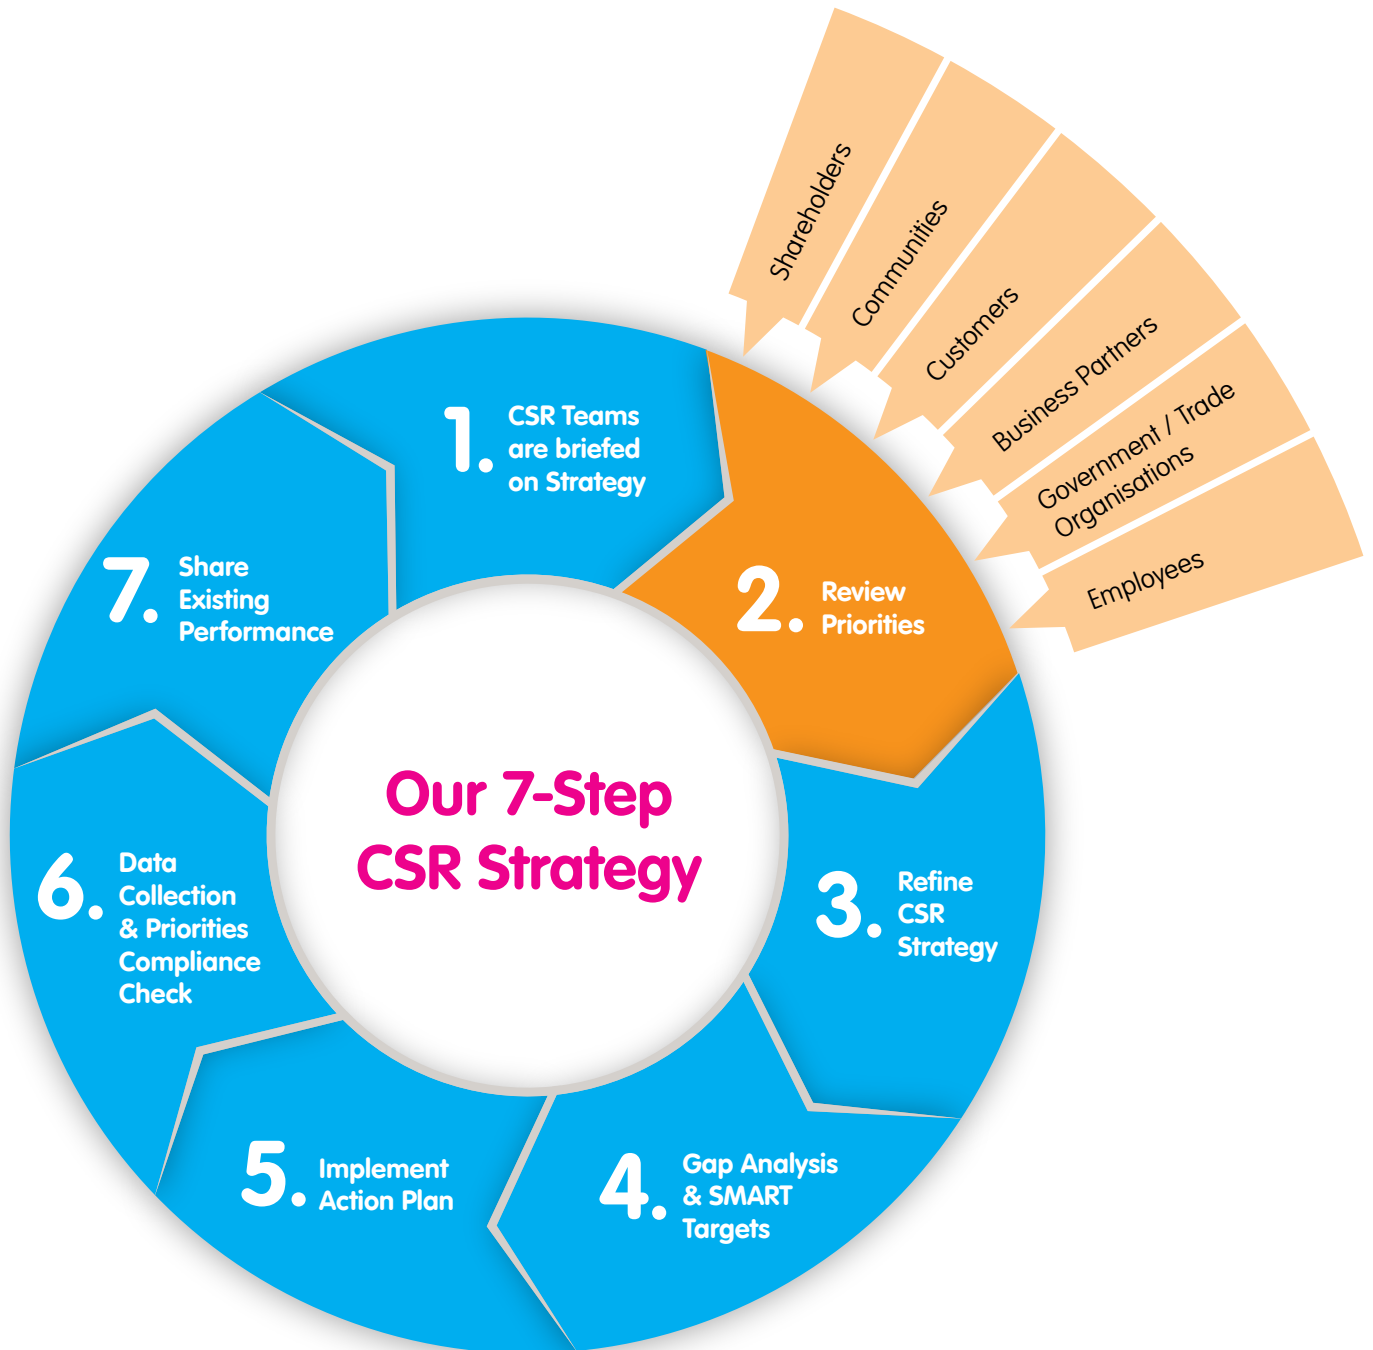 Shareholders
Communities
Customers
Business Partners
Government / Trade
Organisations
Employees
1.
CSR Teams
are briefed
on Strategy
2.
Review
Priorities
3.
Refine
CSR
Strategy
4.
Gap Analysis
& SMART
Targets
5.
Implement
Action Plan
6.
Data
Collection
& Priorities
Compliance
Check
7.
Share
Existing
Performance
Our 7-Step
CSR Strategy